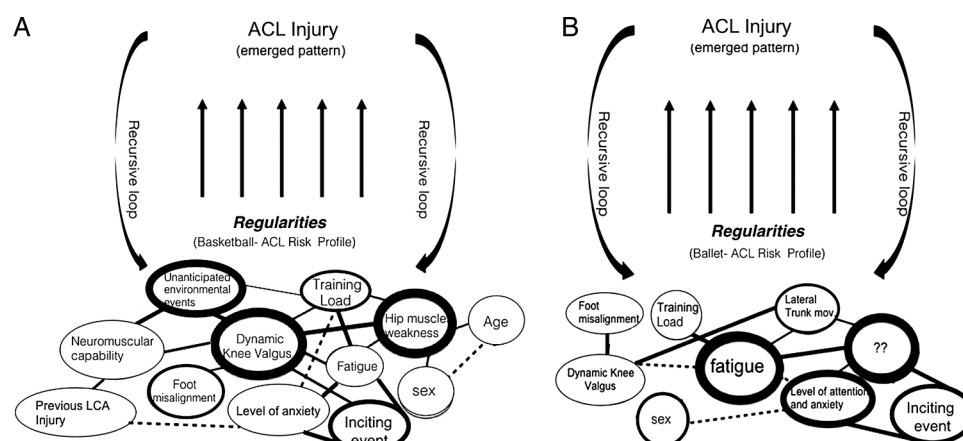 A
ACL Injury
(emerged pattern)
Recursive loop
Recursive loop
Regularities
(Basketball- ACL Risk Profile)
Unanticipated
environmental
events
Training
Load
Hip muscle
weakness
Age
Neuromuscular
capability
Dynamic
Knee Valgus
Fatigue
Foot
misalignment
sex
Previous LCA
Injury
Level of anxiety
Inciting
event
B
ACL Injury
(emerged pattern)
Recursive loop
Recursive loop
Regularities
(Ballet- ACL Risk Profile)
Foot
misalignment
Training
Load
Lateral
Trunk mov.
??
fatigue
Dynamic Knee
Valgus
Level of attention
and anxiety
sex
Inciting
event